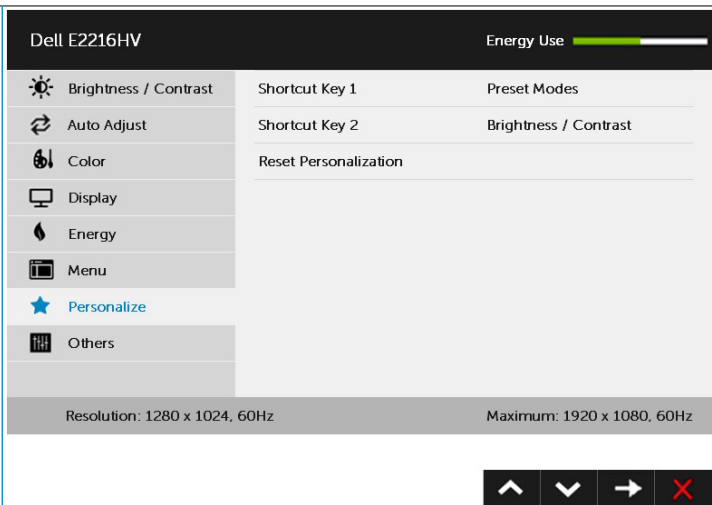 Dell E2216HV Energy Use
Brightness / Contrast Shortcut Key 1 Preset Modes
Auto Adjust Shortcut Key 2 Brightness / Contrast
Color Reset Personalization
Display
Energy
Menu
Personalize
Others
Resolution: 1280 x 1024, 60Hz Maximum: 1920 x 1080, 60Hz